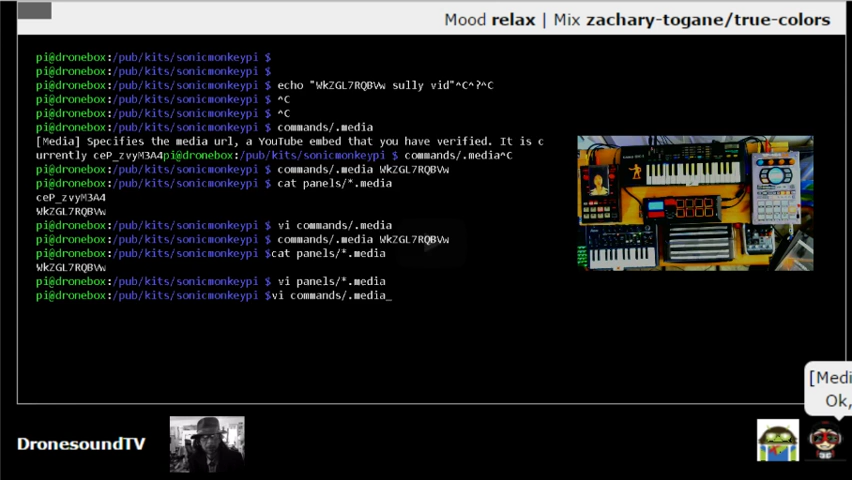 Mood relax | Mix zachary-togane/true-colors
pi@dronebox:/pub/kits/sonicmonkeypi $
pi@dronebox:/pub/kits/sonicmonkeypi $
pi@dronebox:/pub/kits/sonicmonkeypi $ echo "WkZGL7RQBVw sully vid"^C^?^C
pi@dronebox:/pub/kits/sonicmonkeypi $ ^C
pi@dronebox:/pub/kits/sonicmonkeypi $ ^C
pi@dronebox:/pub/kits/sonicmonkeypi $ commands/.media
[Media] Specifies the media url, a YouTube embed that you have verified. It is c
urrently ceP_zvyM3A4pi@dronebox:/pub/kits/sonicmonkeypi $ commands/.media^C
pi@dronebox:/pub/kits/sonicmonkeypi $ commands/.media WkZGL7RQBVw
pi@dronebox:/pub/kits/sonicmonkeypi $ cat panels/*.media
ceP_zvyM3A4
WkZGL7RQBVw
pi@dronebox:/pub/kits/sonicmonkeypi $ vi commands/.media
pi@dronebox:/pub/kits/sonicmonkeypi $ commands/.media WkZGL7RQBVw
pi@dronebox:/pub/kits/sonicmonkeypi $cat panels/*.media
WkZGL7RQBVw
pi@dronebox:/pub/kits/sonicmonkeypi $ vi panels/*.media
pi@dronebox:/pub/kits/sonicmonkeypi $vi commands/.media_
[Medi
Ok,
DronesoundTV